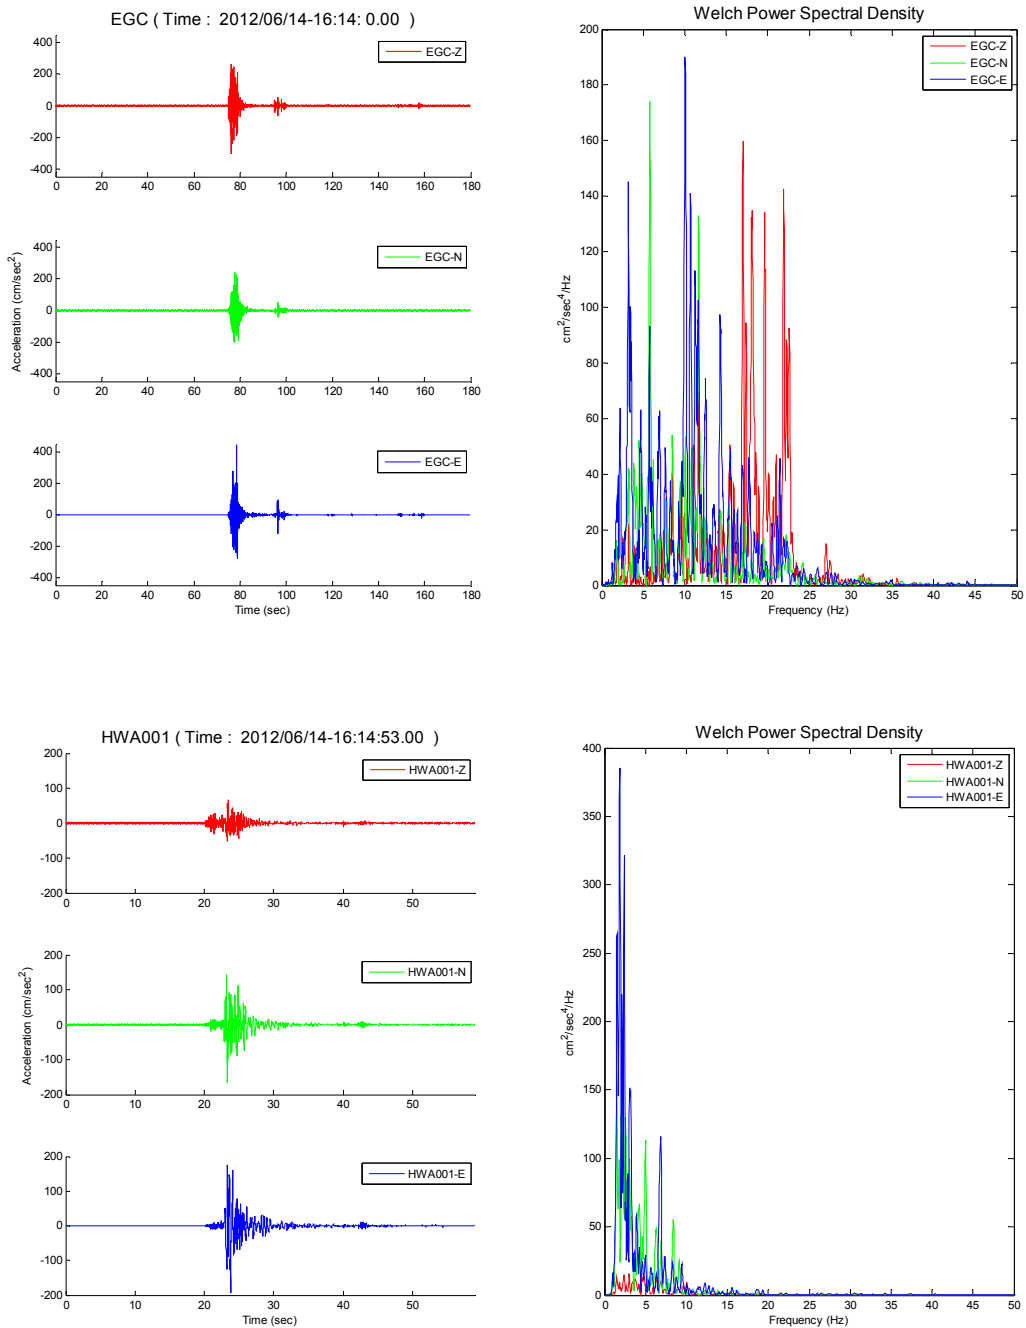 EGC ( Time :  2012/06/14-16:14: 0.00  )
400
200
0
-200
-400
EGC-Z
0 20 40 60 80 100 120 140 160 180
Acceleration (cm/sec2)
400
200
0
-200
-400
EGC-N
0 20 40 60 80 100 120 140 160 180
400
200
0
-200
-400
EGC-E
0 20 40 60 80 100 120 140 160 180
Time (sec)
Welch Power Spectral Density
EGC-Z
EGC-N
EGC-E
cm2/sec4/Hz
200
180
160
140
120
100
80
60
40
20
0
0 5 10 15 20 25 30 35 40 45 50
Frequency (Hz)
HWA001 ( Time :  2012/06/14-16:14:53.00  )
200
100
0
-100
-200
HWA001-Z
0 10 20 30 40 50
Acceleration (cm/sec2)
200
100
0
-100
-200
HWA001-N
0 10 20 30 40 50
200
100
0
-100
-200
HWA001-E
0 10 20 30 40 50
Time (sec)
Welch Power Spectral Density
HWA001-Z
HWA001-N
HWA001-E
cm2/sec4/Hz
400
350
300
250
200
150
100
50
0
0 5 10 15 20 25 30 35 40 45 50
Frequency (Hz)